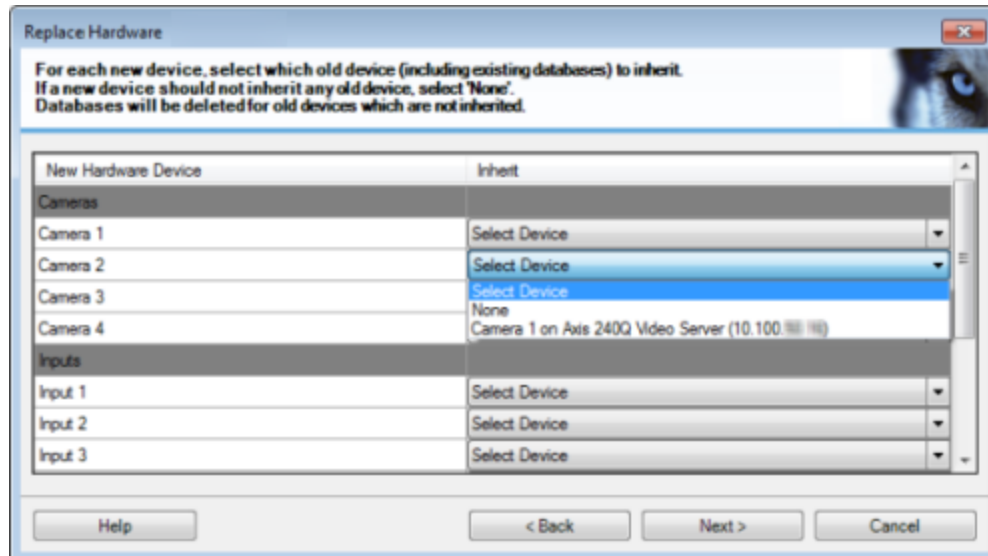 Replace Hardware
For each new device, select which old device (including existing databases) to inherit.
If a new device should not inherit any old device, select 'None'.
Databases will be deleted for old devices which are not inherited.
New Hardware Device Inherit
Cameras
Camera 1 Select Device
Camera 2 Select Device
Camera 3 Select Device
None
Camera 4 Camera 1 on Axis 240Q Video Server (10.100.
Inputs
Input 1 Select Device
Input 2 Select Device
Input 3 Select Device
Help < Back Next > Cancel